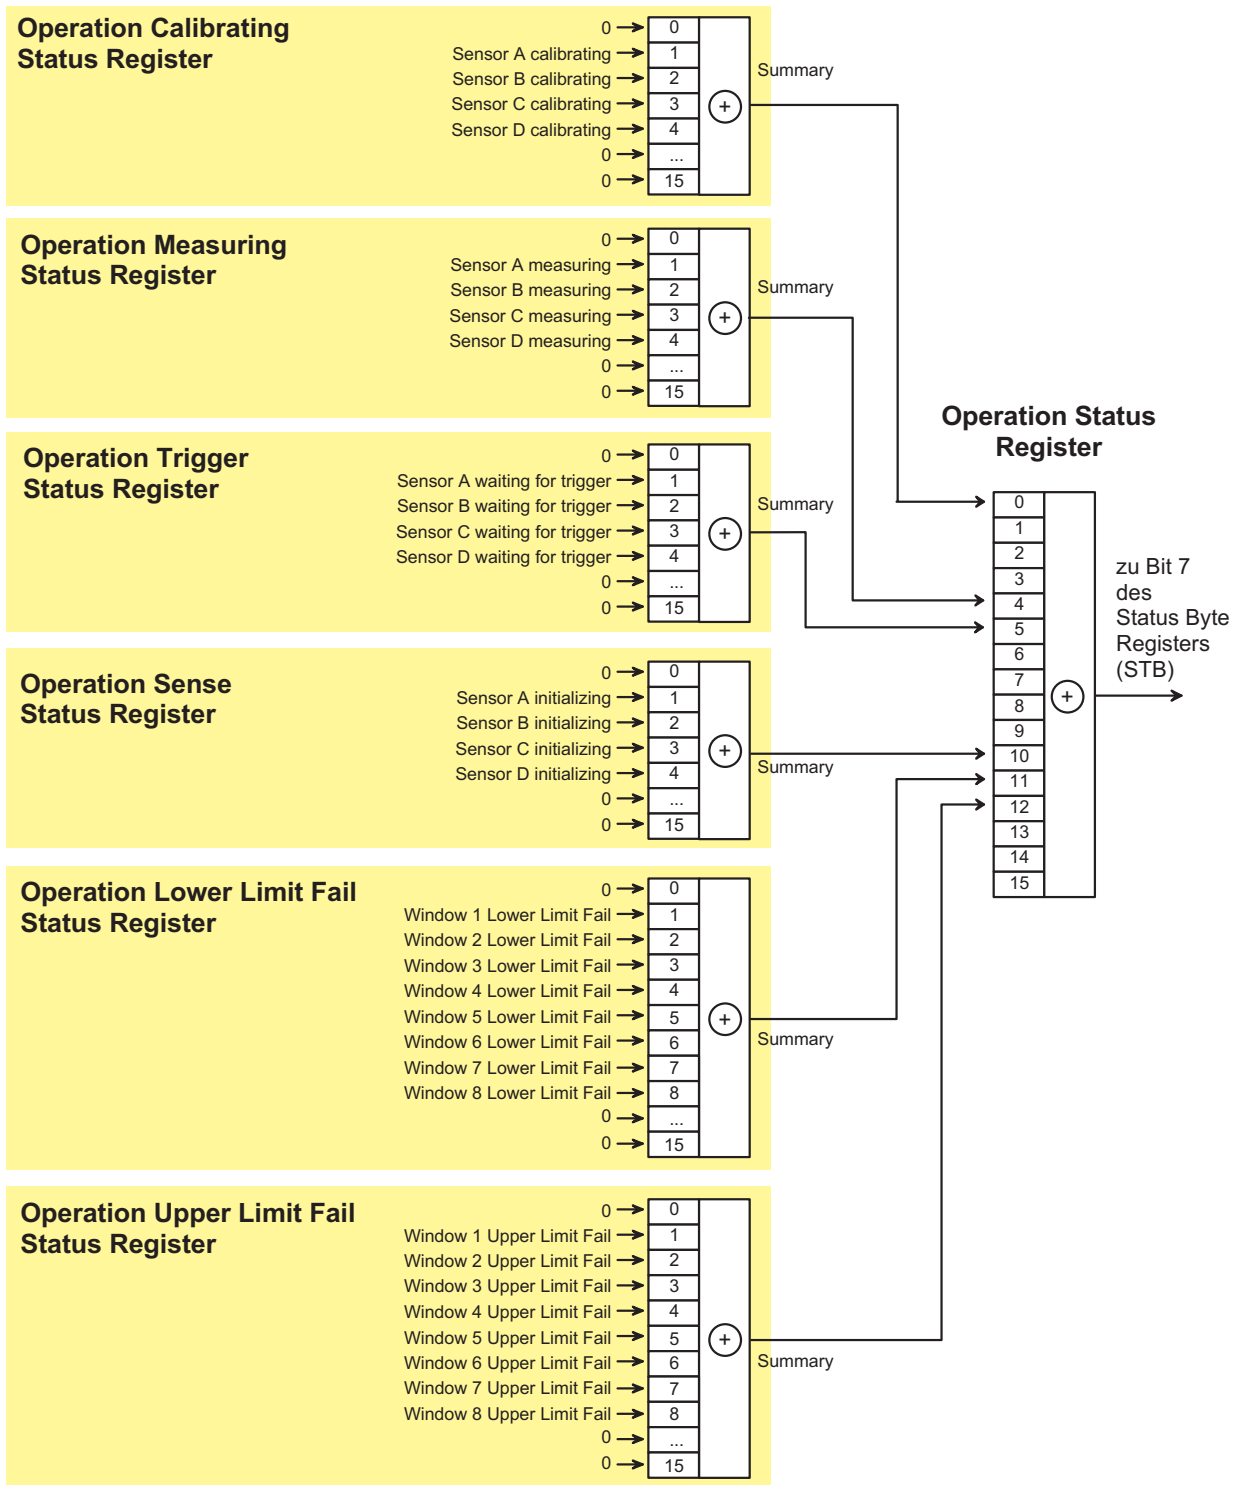 Operation Calibrating
Status Register
0 0
Sensor A calibrating 1
Sensor B calibrating 2
Sensor C calibrating 3
Sensor D calibrating 4
0 ...
0 15
+
Summary
Operation Measuring
Status Register
0 0
Sensor A measuring 1
Sensor B measuring 2
Sensor C measuring 3
Sensor D measuring 4
0 ...
0 15
+
Summary
Operation Trigger
Status Register
0 0
Sensor A waiting for trigger 1
Sensor B waiting for trigger 2
Sensor C waiting for trigger 3
Sensor D waiting for trigger 4
0 ...
0 15
+
Summary
Operation Sense
Status Register
0 0
Sensor A initializing 1
Sensor B initializing 2
Sensor C initializing 3
Sensor D initializing 4
0 ...
0 15
+
Summary
Operation Lower Limit Fail
Status Register
0 0
Window 1 Lower Limit Fail 1
Window 2 Lower Limit Fail 2
Window 3 Lower Limit Fail 3
Window 4 Lower Limit Fail 4
Window 5 Lower Limit Fail 5
Window 6 Lower Limit Fail 6
Window 7 Lower Limit Fail 7
Window 8 Lower Limit Fail 8
0 ...
0 15
+
Summary
Operation Upper Limit Fail
Status Register
0 0
Window 1 Upper Limit Fail 1
Window 2 Upper Limit Fail 2
Window 3 Upper Limit Fail 3
Window 4 Upper Limit Fail 4
Window 5 Upper Limit Fail 5
Window 6 Upper Limit Fail 6
Window 7 Upper Limit Fail 7
Window 8 Upper Limit Fail 8
0 ...
0 15
+
Summary
Operation Status
Register
0
1
2
3
4
5
6
7
8
9
10
11
12
13
14
15
+
zu Bit 7
des
Status Byte
Registers
(STB)